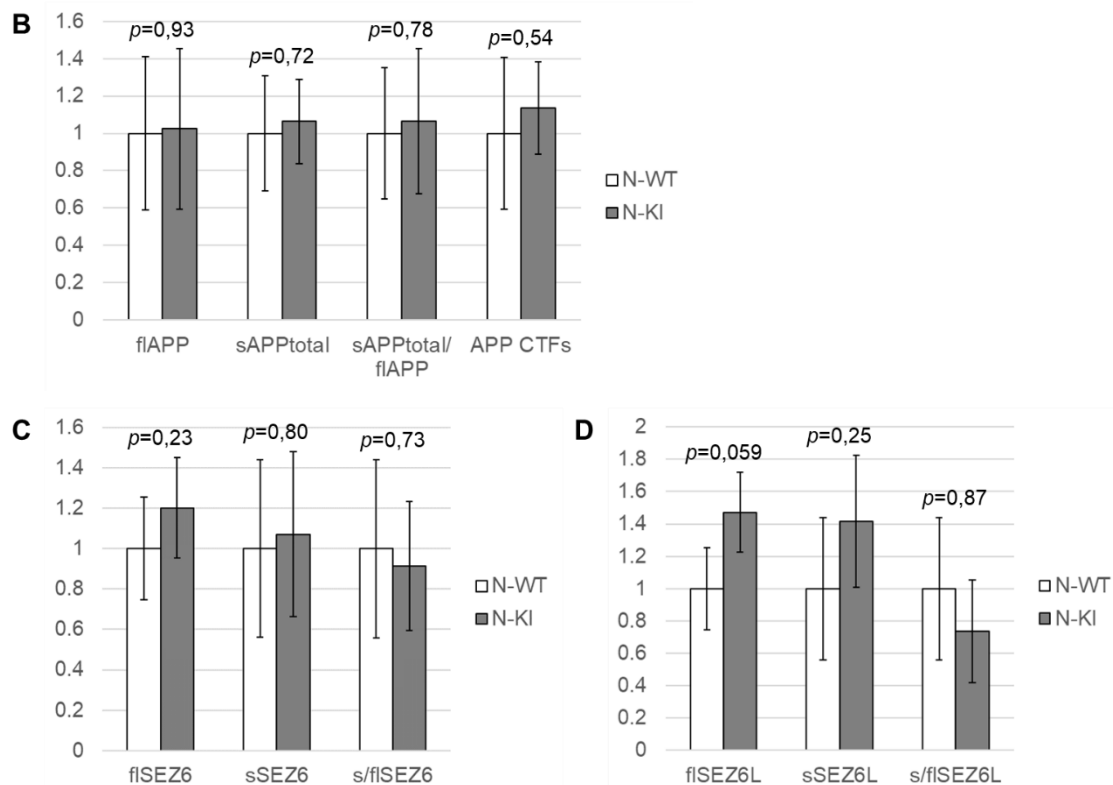 B
1.6
1.4
1.2
1
0.8
0.6
0.4
0.2
0
p=0,93
p=0,72
p=0,78
p=0,54
flAPP
sAPPtotal
sAPPtotal/
flAPP
APP CTFs
N-WT
N-KI
C
1.6
1.4
1.2
1
0.8
0.6
0.4
0.2
0
p=0,23
p=0,80
p=0,73
flSEZ6
sSEZ6
s/flSEZ6
N-WT
N-KI
D
2
1.8
1.6
1.4
1.2
1
0.8
0.6
0.4
0.2
0
p=0,059
p=0,25
p=0,87
flSEZ6L
sSEZ6L
s/flSEZ6L
N-WT
N-KI